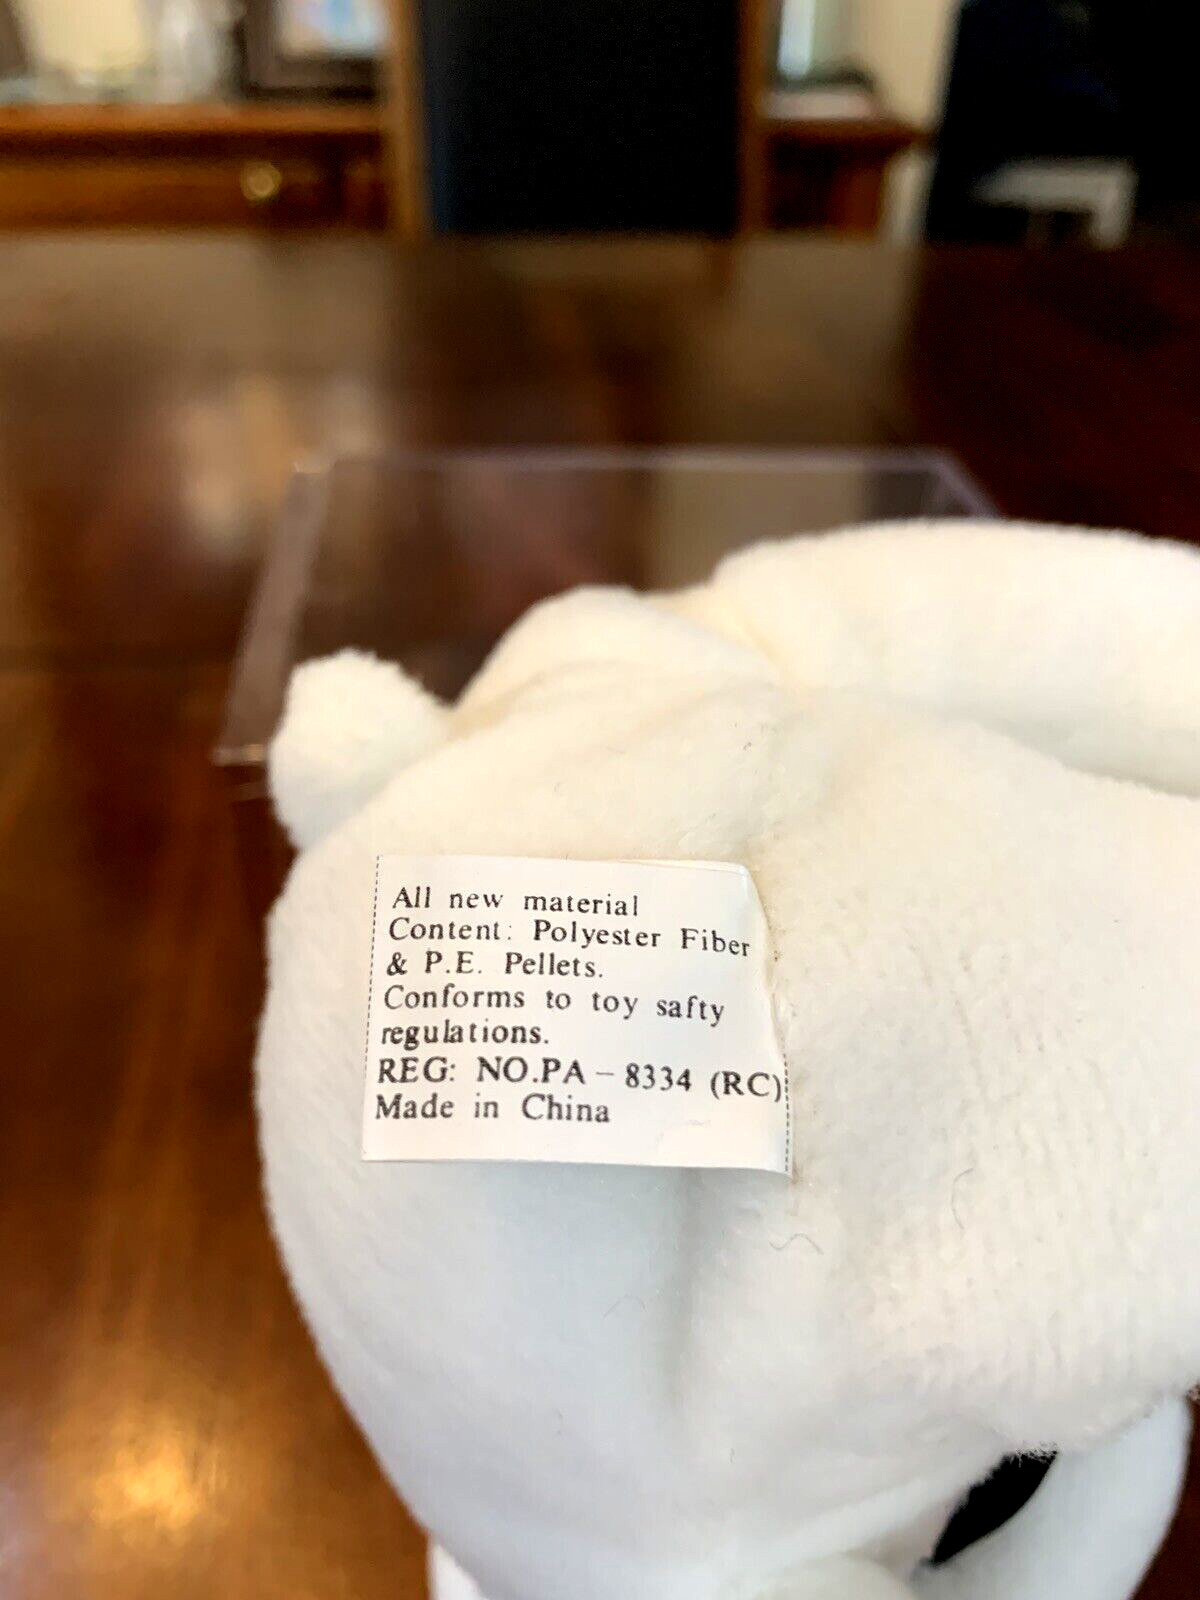 All new material
Content: Polyester Fiber
& P.E. Pellets.
Conforms to toy safty
regulations.
REG: NO.PA – 8334 (RC)
Made in China